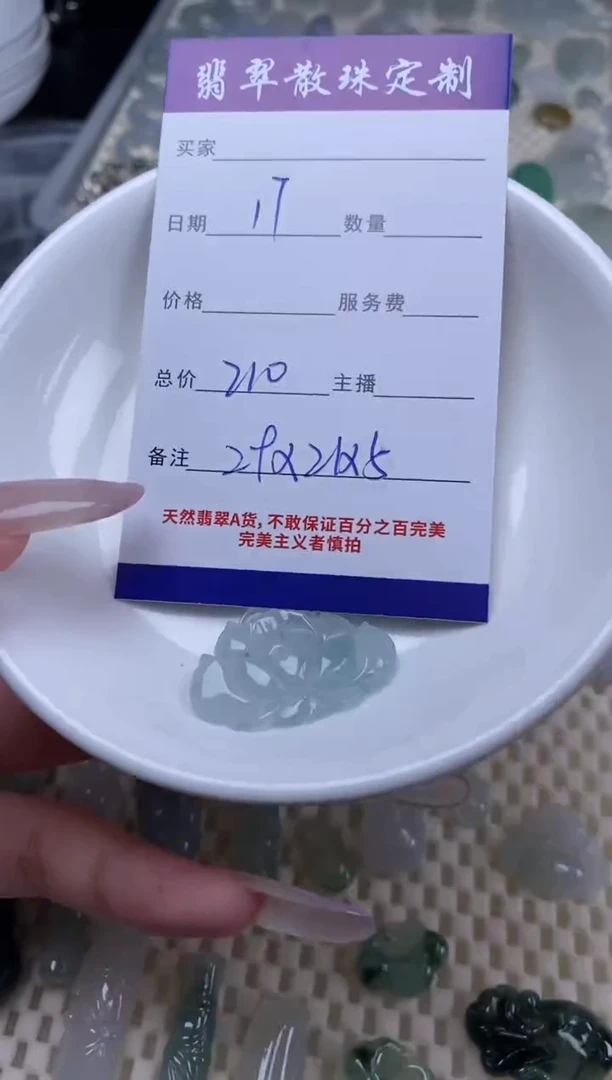 翡翠散珠定制
买家
日期 17 数量
价格 服务费
总价 210 主播
备注 29x21x5
天然翡翠A货,不敢保证百分之百完美
完美主义者慎拍